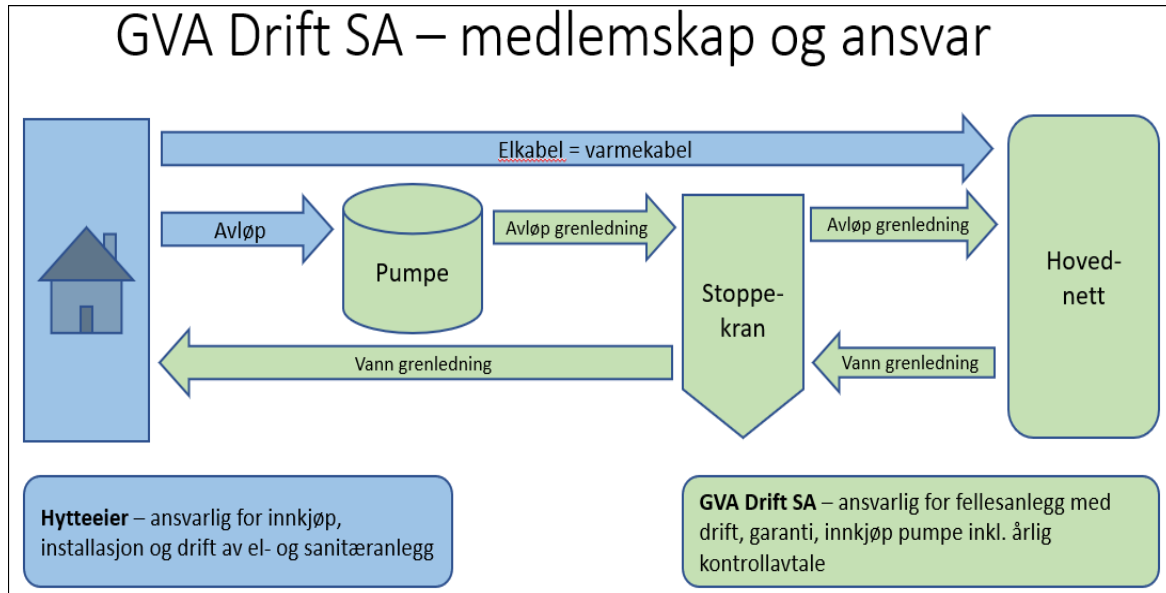 GVA Drift SA – medlemskap og ansvar
Elkabel = varmekabel
Avløp
Pumpe
Avløp grenledning
Stoppe-
kran
Avløp grenledning
Hoved-
nett
Vann grenledning
Vann grenledning
Hytteeier – ansvarlig for innkjøp,
installasjon og drift av el- og sanitæranlegg
GVA Drift SA – ansvarlig for fellesanlegg med
drift, garanti, innkjøp pumpe inkl. årlig
kontrollavtale